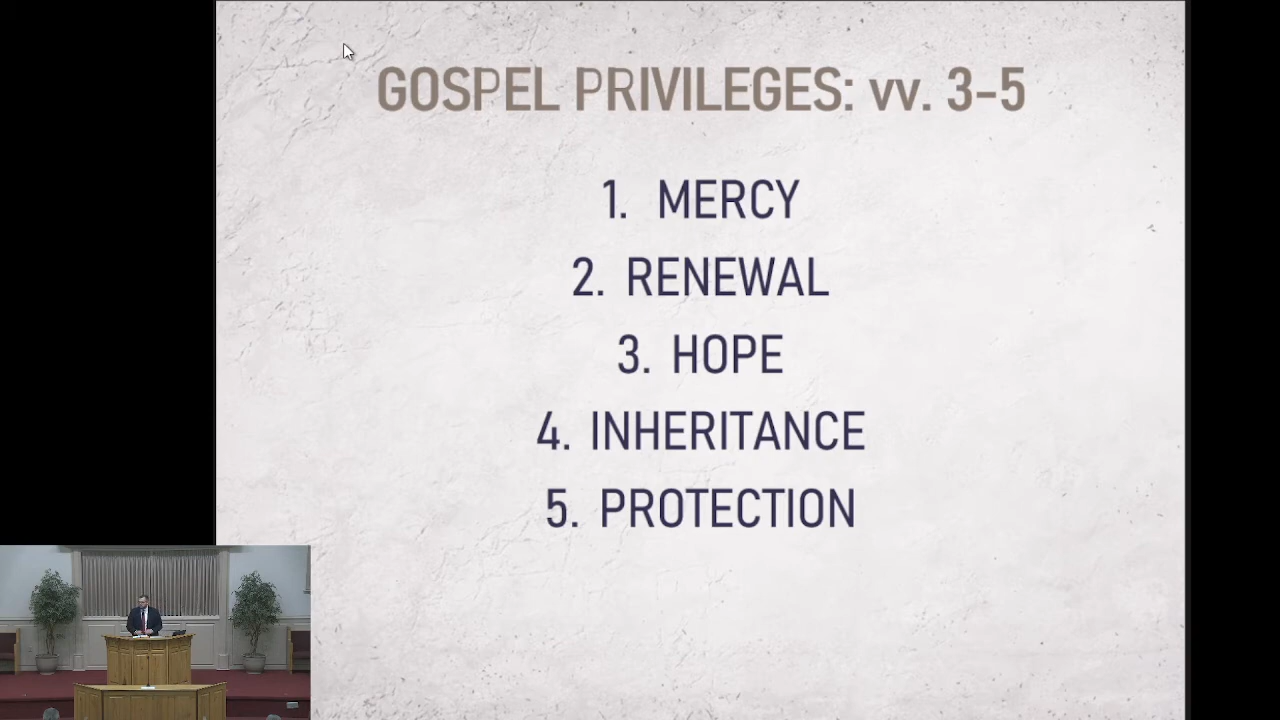 GOSPEL PRIVILEGES: vv. 3-5
1. MERCY
2. RENEWAL
3. HOPE
4. INHERITANCE
5. PROTECTION